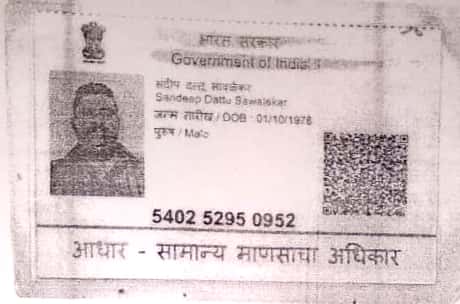 भारत सरकार
Government of India
संदीप दत्तू सावळेकर
Sandeep Dattu Sawalekar
जन्म तारीख / DOB : 01/10/1976
पुरुष / Male
5402 5295 0952
आधार - सामान्य माणसाचा अधिकार